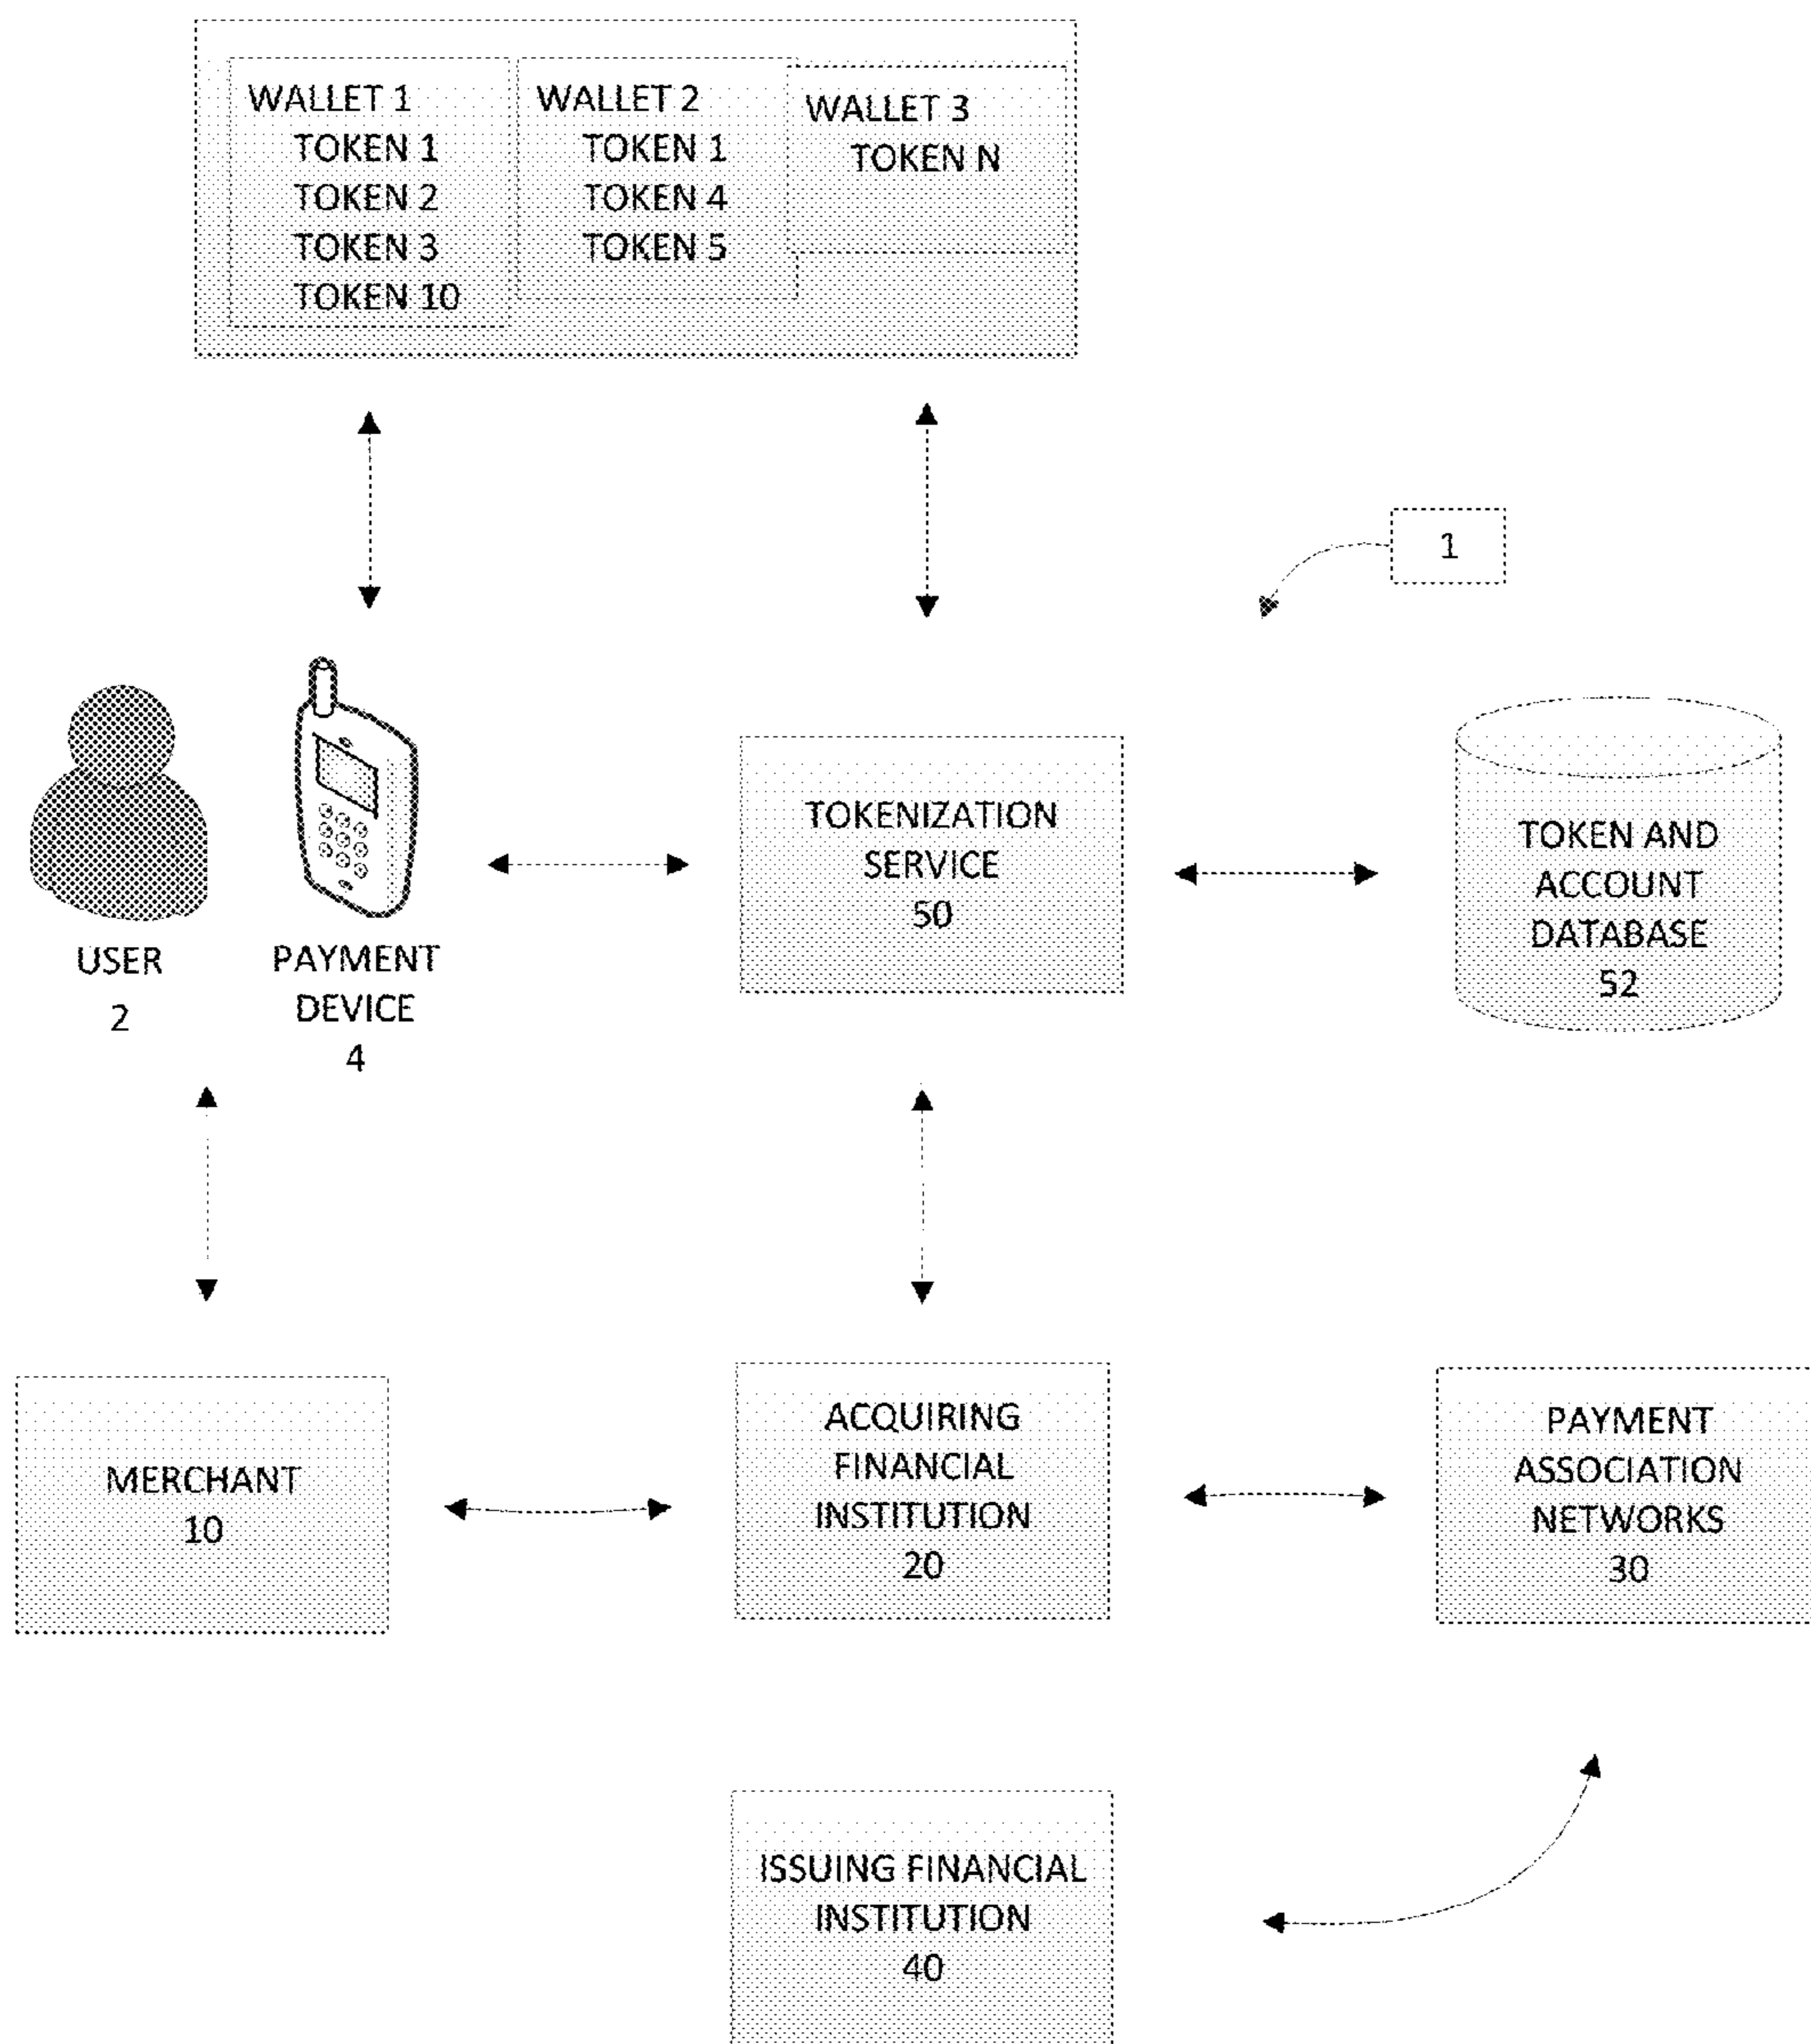 WALLET 1
TOKEN 1
TOKEN 2
TOKEN 3
TOKEN 10
WALLET 2
TOKEN 1
TOKEN 4
TOKEN 5
WALLET 3
TOKEN N
1
USER
2
PAYMENT
DEVICE
4
TOKENIZATION
SERVICE
50
TOKEN AND
ACCOUNT
DATABASE
52
MERCHANT
10
ACQUIRING
FINANCIAL
INSTITUTION
20
PAYMENT
ASSOCIATION
NETWORKS
30
ISSUING FINANCIAL
INSTITUTION
40